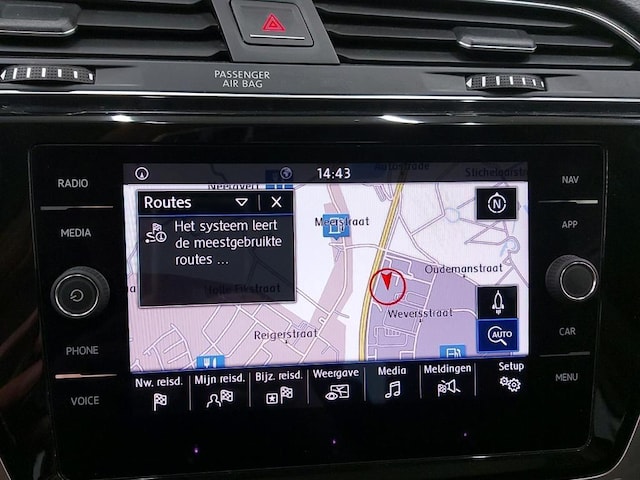 PASSENGER
AIR BAG
RADIO
MEDIA
PHONE
VOICE
NAV
APP
CAR
MENU
14:43
Routes
Het systeem leert
de meestgebruikte
routes ...
N
Meerstraat
Oudemanstraat
Weversstraat
Reigerstraat
AUTO
Nw. reisd.
Mijn reisd.
Bijz. reisd.
Weergave
Media
Meldingen
Setup